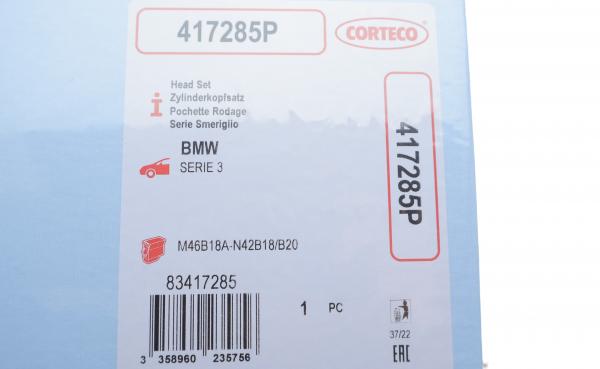 417285P
CORTECO
Head Set
Zylinderkopfsatz
Pochette Rodage
Serie Smeriglio
BMW
SERIE 3
417285P
M46B18A-N42B18/B20
83417285
1 PC
37/22
3 358960 235756
EAC